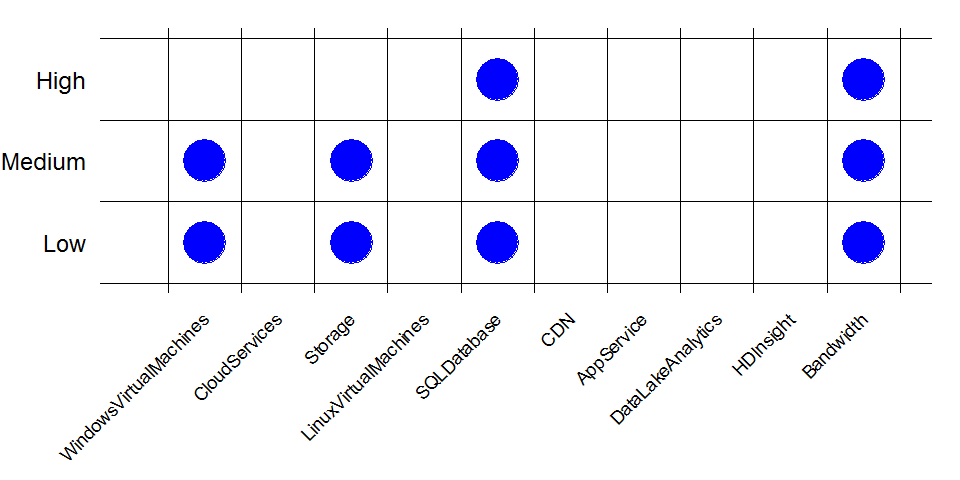 High
Medium
Low
WindowsVirtualMachines
CloudServices
Storage
LinuxVirtualMachines
SQLDatabase
CDN
AppService
DataLakeAnalytics
HDInsight
Bandwidth